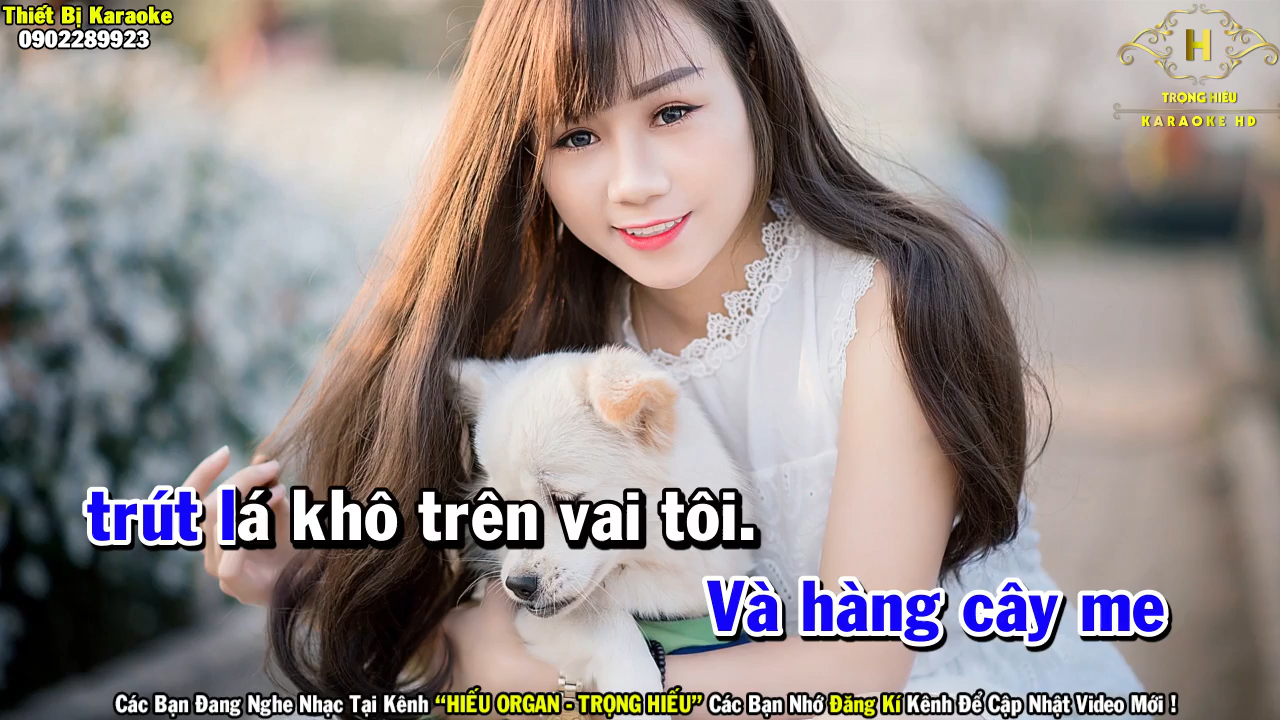 Thiết Bị Karaoke
0902289923
H
TRỌNG HIẾU
KARAOKE HD
trút lá khô trên vai tôi.
Và hàng cây me
Các Bạn Đang Nghe Nhạc Tại Kênh “HIẾU ORGAN - TRỌNG HIẾU” Các Bạn Nhớ Đăng Kí Kênh Để Cập Nhật Video Mới !